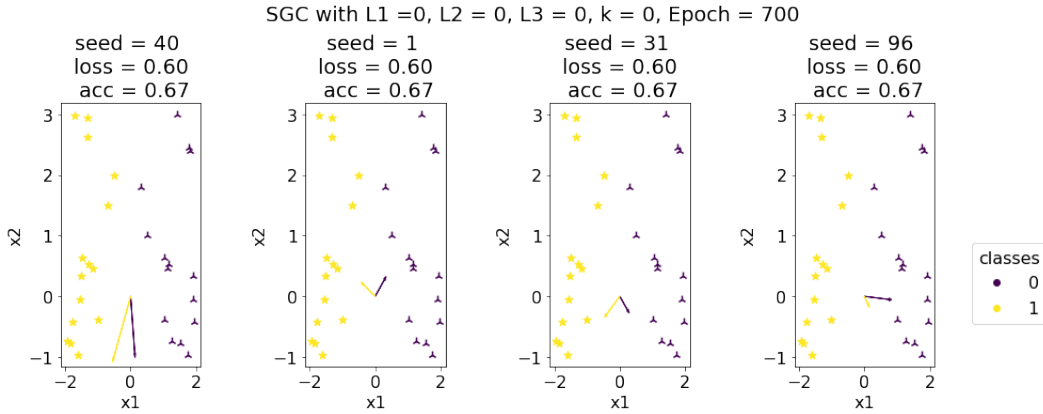 SGC with L1 =0, L2 = 0, L3 = 0, k = 0, Epoch = 700
seed = 40
loss = 0.60
acc = 0.67
seed = 1
loss = 0.60
acc = 0.67
seed = 31
loss = 0.60
acc = 0.67
seed = 96
loss = 0.60
acc = 0.67
3
2
1
0
−1
x2
−2
0
2
x1
3
2
1
0
−1
x2
−2
0
2
x1
3
2
1
0
−1
x2
−2
0
2
x1
3
2
1
0
−1
x2
−2
0
2
x1
classes
0
1